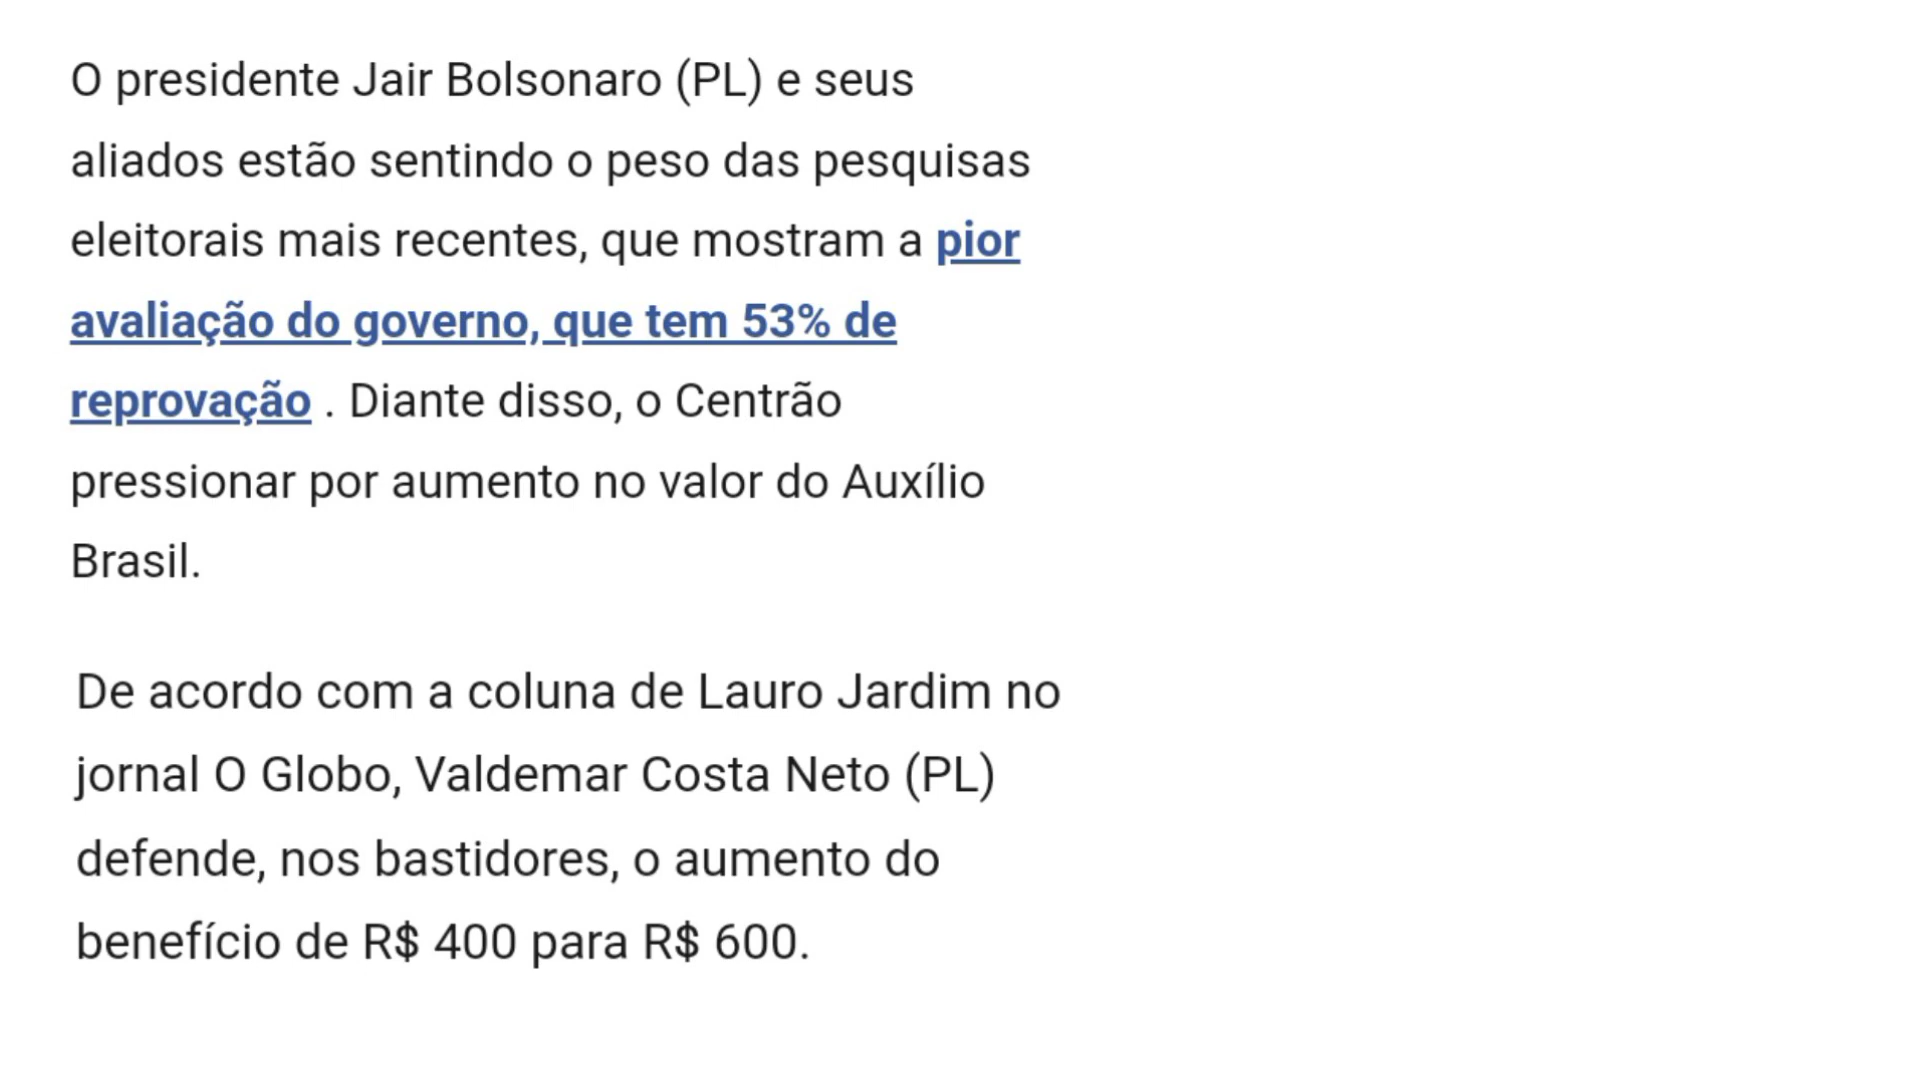 O presidente Jair Bolsonaro (PL) e seus
aliados estão sentindo o peso das pesquisas
eleitorais mais recentes, que mostram a pior
avaliação do governo, que tem 53% de
reprovação . Diante disso, o Centrão
pressionar por aumento no valor do Auxílio
Brasil.
De acordo com a coluna de Lauro Jardim no
jornal O Globo, Valdemar Costa Neto (PL)
defende, nos bastidores, o aumento do
benefício de R$ 400 para R$ 600.